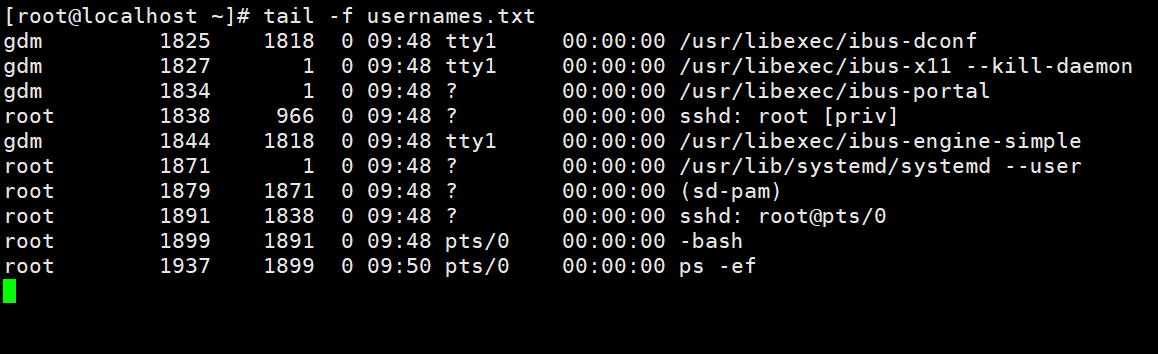 [root@localhost ~]# tail -f usernames.txt
gdm         1825    1818  0 09:48 tty1     00:00:00 /usr/libexec/ibus-dconf
gdm         1827       1  0 09:48 tty1     00:00:00 /usr/libexec/ibus-x11 --kill-daemon
gdm         1834       1  0 09:48 ?        00:00:00 /usr/libexec/ibus-portal
root        1838     966  0 09:48 ?        00:00:00 sshd: root [priv]
gdm         1844    1818  0 09:48 tty1     00:00:00 /usr/libexec/ibus-engine-simple
root        1871       1  0 09:48 ?        00:00:00 /usr/lib/systemd/systemd --user
root        1879    1871  0 09:48 ?        00:00:00 (sd-pam)
root        1891    1838  0 09:48 ?        00:00:00 sshd: root@pts/0
root        1899    1891  0 09:48 pts/0    00:00:00 -bash
root        1937    1899  0 09:50 pts/0    00:00:00 ps -ef